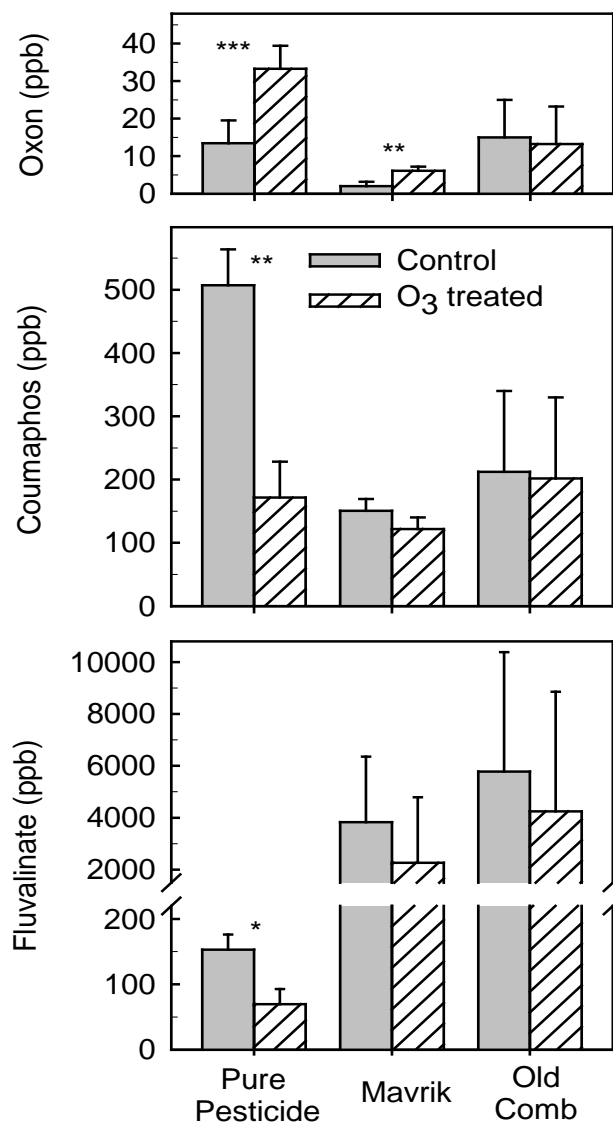 Oxon (ppb)
40
30
20
10
0
***
**
Coumaphos (ppb)
500
400
300
200
100
0
**
Control
O3 treated
Fluvalinate (ppb)
10000
8000
6000
4000
2000
200
100
0
*
Pure
Pesticide
Mavrik
Old
Comb